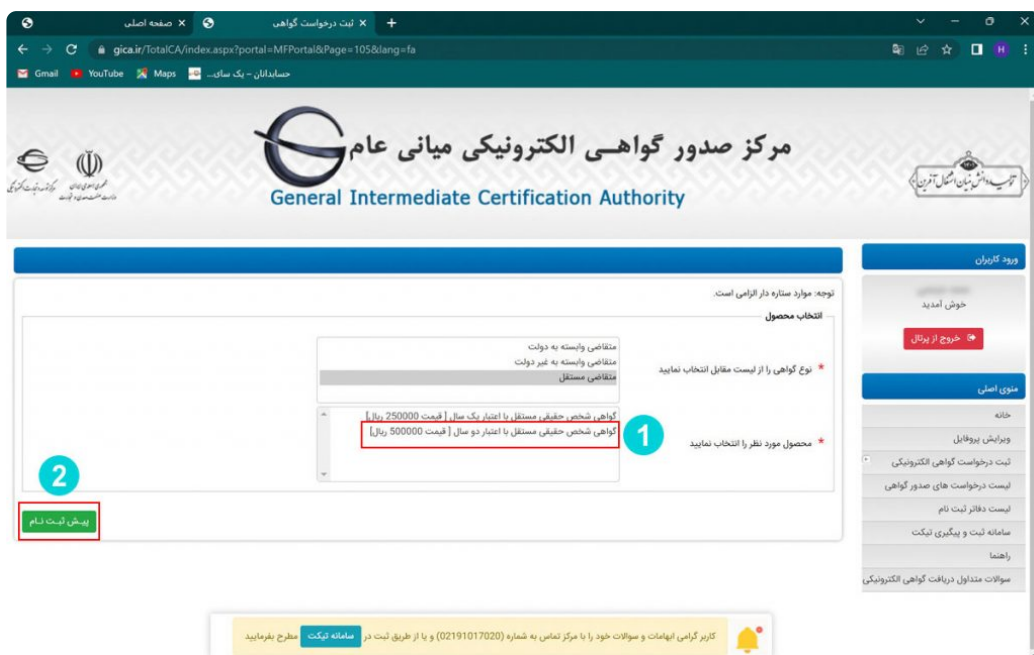 صفحه اصلی
ثبت درخواست گواهی
gica.ir/TotalCA/index.aspx?portal=MFPortal&Page=105&lang=fa
H
Gmail
YouTube
Maps
حسابدانان – یک سای...
مرکز صدور گواهــی الکترونیکی میانی عام
General Intermediate Certification Authority
ورود کاربران
خوش آمدید
خروج از پرتال
منوی اصلی
خانه
ویرایش پروفایل
ثبت درخواست گواهی الکترونیکی
لیست درخواست های صدور گواهی
لیست دفاتر ثبت نام
سامانه ثبت و پیگیری تیکت
راهنما
سوالات متداول دریافت گواهی الکترونیکی
توجه: موارد ستاره دار الزامی است.
انتخاب محصول
* نوع گواهی را از لیست مقابل انتخاب نمایید
متقاضی وابسته به دولت
متقاضی وابسته به غیر دولت
متقاضی مستقل
* محصول مورد نظر را انتخاب نمایید
گواهی شخص حقیقی مستقل با اعتبار یک سال [ قیمت 250000 ریال]
گواهی شخص حقیقی مستقل با اعتبار دو سال [ قیمت 500000 ریال]
1
2
پیـش ثبـت نـام
کاربر گرامی ابهامات و سوالات خود را با مرکز تماس به شماره (02191017020) و یا از طریق ثبت در سامانه تیکت مطرح بفرمایید